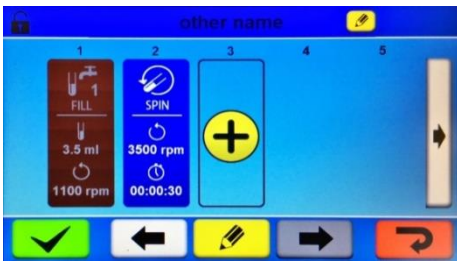 other name
1 2 3 4 5
1
FILL
3.5 ml
1100 rpm
SPIN
3500 rpm
00:00:30